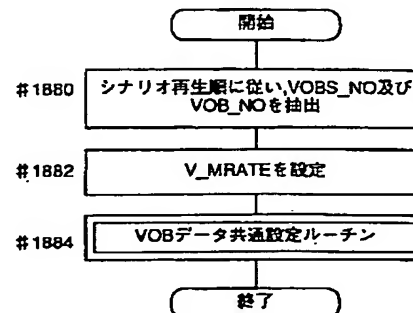 開始
#1880
シナリオ再生順に従い,VOBS_NO及び
VOB_NOを抽出
#1882
V_MRATEを設定
#1884
VOBデータ共通設定ルーチン
終了